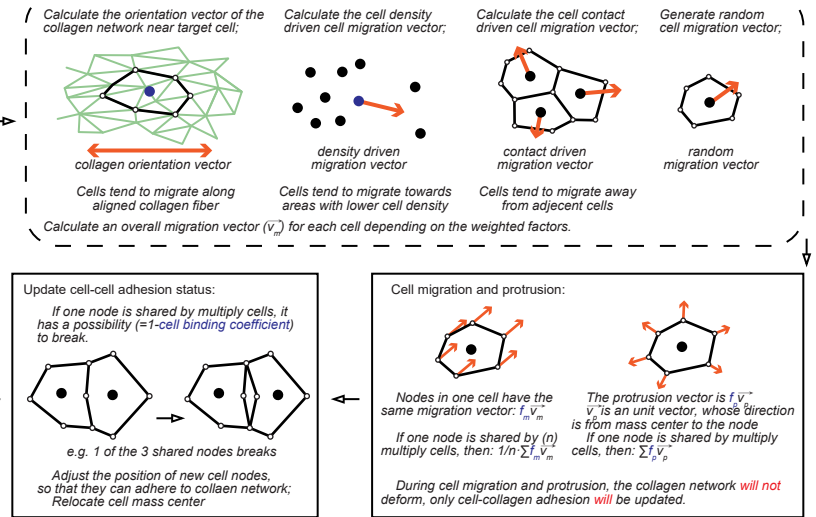 Calculate the orientation vector of the
collagen network near target cell;
collagen orientation vector
Cells tend to migrate along
aligned collagen fiber
Calculate the cell density
driven cell migration vector;
density driven
migration vector
Cells tend to migrate towards
areas with lower cell density
Calculate the cell contact
driven cell migration vector;
contact driven
migration vector
Cells tend to migrate away
from adjecent cells
Generate random
cell migration vector;
random
migration vector
Calculate an overall migration vector (v⃗_m) for each cell depending on the weighted factors.
Update cell-cell adhesion status:
If one node is shared by multiply cells, it
has a possibility (=1-cell binding coefficient)
to break.
e.g. 1 of the 3 shared nodes breaks
Adjust the position of new cell nodes,
so that they can adhere to collaen network;
Relocate cell mass center
Cell migration and protrusion:
Nodes in one cell have the
same migration vector: f_m v⃗_m
If one node is shared by (n)
multiply cells, then: 1/n·∑f_m v⃗_m
The protrusion vector is f_p v⃗_p
v⃗_p is an unit vector, whose direction
is from mass center to the node
If one node is shared by multiply
cells, then: ∑f_p v⃗_p
During cell migration and protrusion, the collagen network will not
deform, only cell-collagen adhesion will be updated.